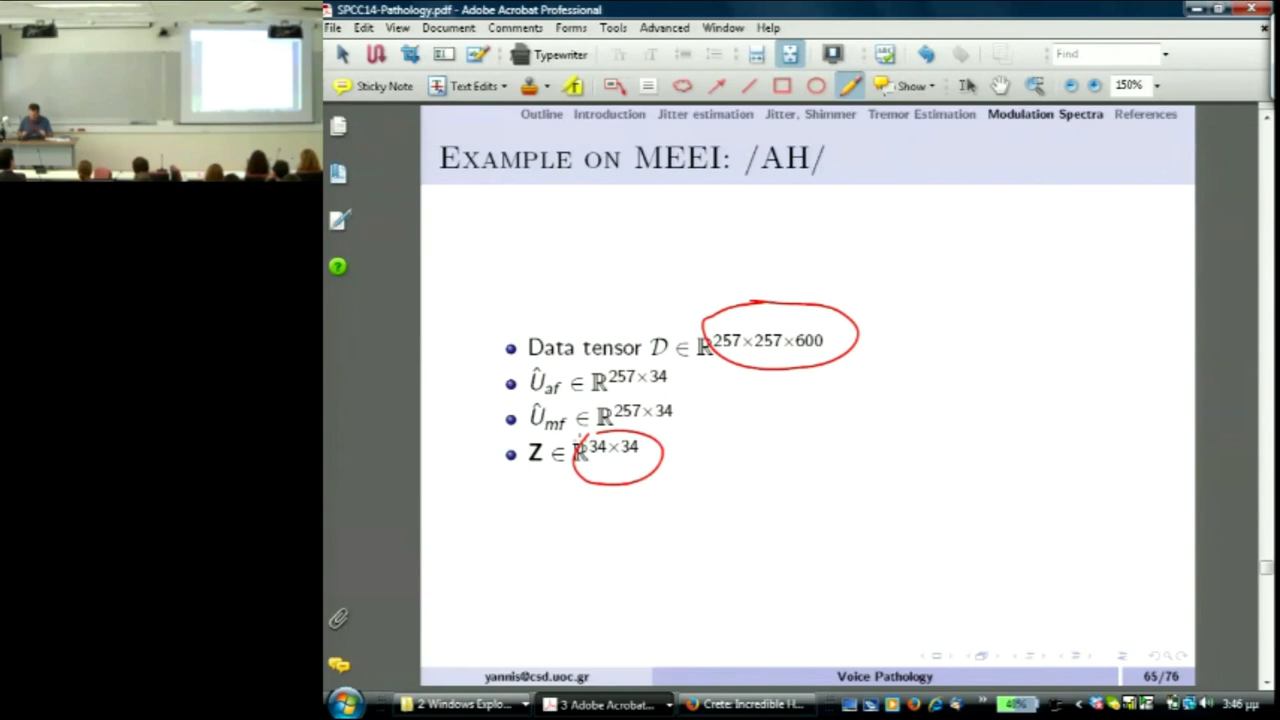 SPCC14-Pathology.pdf - Adobe Acrobat Professional
File Edit View Document Comments Forms Tools Advanced Window Help
Typewriter
Find
Sticky Note
Text Edits
Show
150%
Outline Introduction Jitter estimation Jitter, Shimmer Tremor Estimation Modulation Spectra References
EXAMPLE ON MEEI: /AH/
• Data tensor 𝒟 ∈ ℝ^257×257×600
• Û_af ∈ ℝ^257×34
• Û_mf ∈ ℝ^257×34
• Z ∈ ℝ^34×34
yannis@csd.uoc.gr Voice Pathology 65/76
2 Windows Explo... 3 Adobe Acrobat... Crete: Incredible H... 3:46 μμ